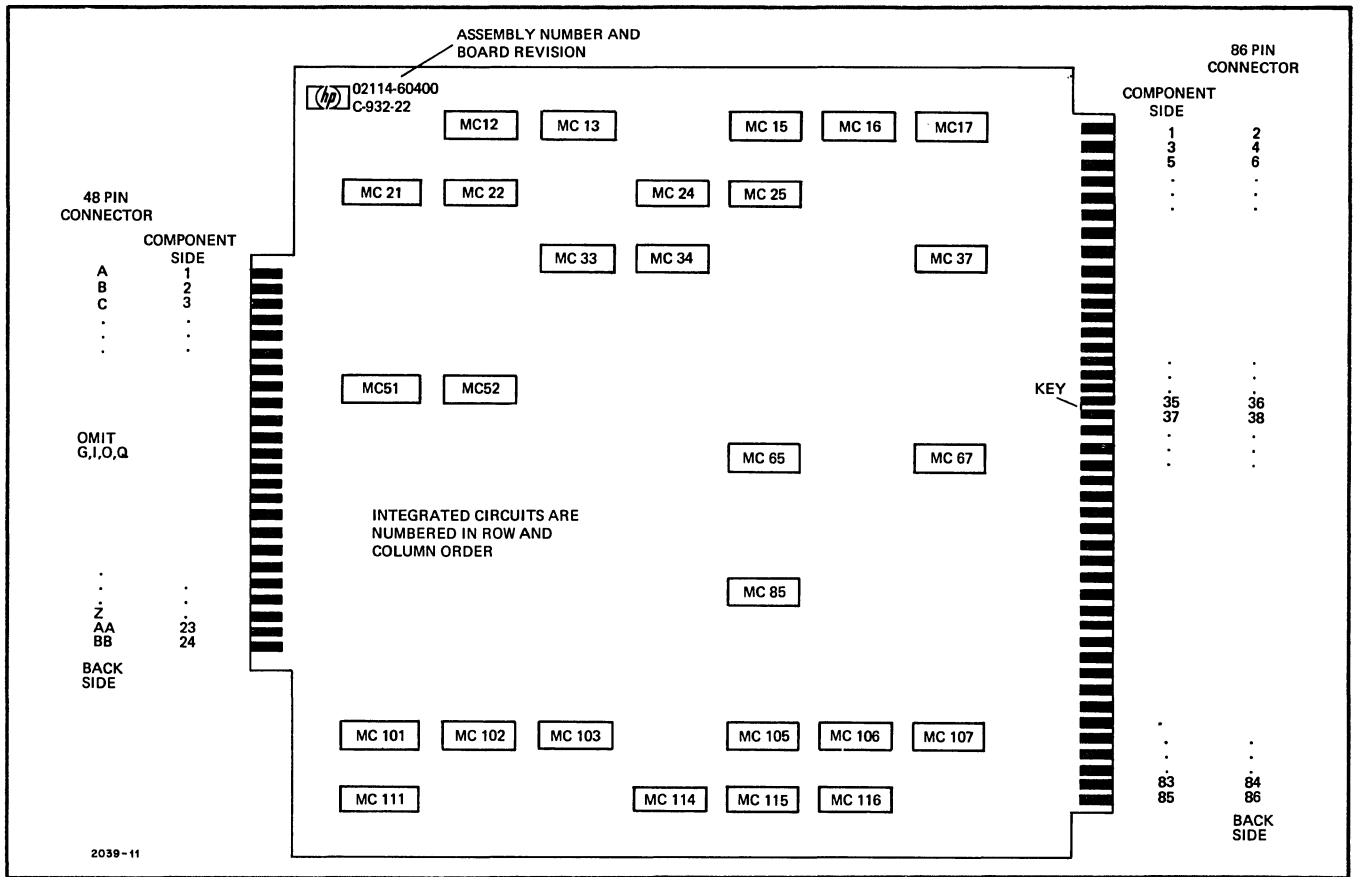 ASSEMBLY NUMBER AND
BOARD REVISION
86 PIN
CONNECTOR
hp 02114-60400
C-932-22
COMPONENT
SIDE
MC12 MC 13 MC 15 MC 16 MC17
1 2
3 4
5 6
. .
. .
. .
MC 21 MC 22 MC 24 MC 25
48 PIN
CONNECTOR
COMPONENT
SIDE
MC 33 MC 34 MC 37
A 1
B 2
C 3
. .
. .
. .
MC51 MC52
KEY
. .
. .
. .
35 36
37 38
. .
. .
. .
OMIT
G,I,O,Q
MC 65 MC 67
INTEGRATED CIRCUITS ARE
NUMBERED IN ROW AND
COLUMN ORDER
MC 85
.
. .
. .
Z .
AA 23
BB 24
BACK
SIDE
MC 101 MC 102 MC 103 MC 105 MC 106 MC 107
.
. .
. .
. .
83 84
85 86
MC 111 MC 114 MC 115 MC 116
BACK
SIDE
2039-11